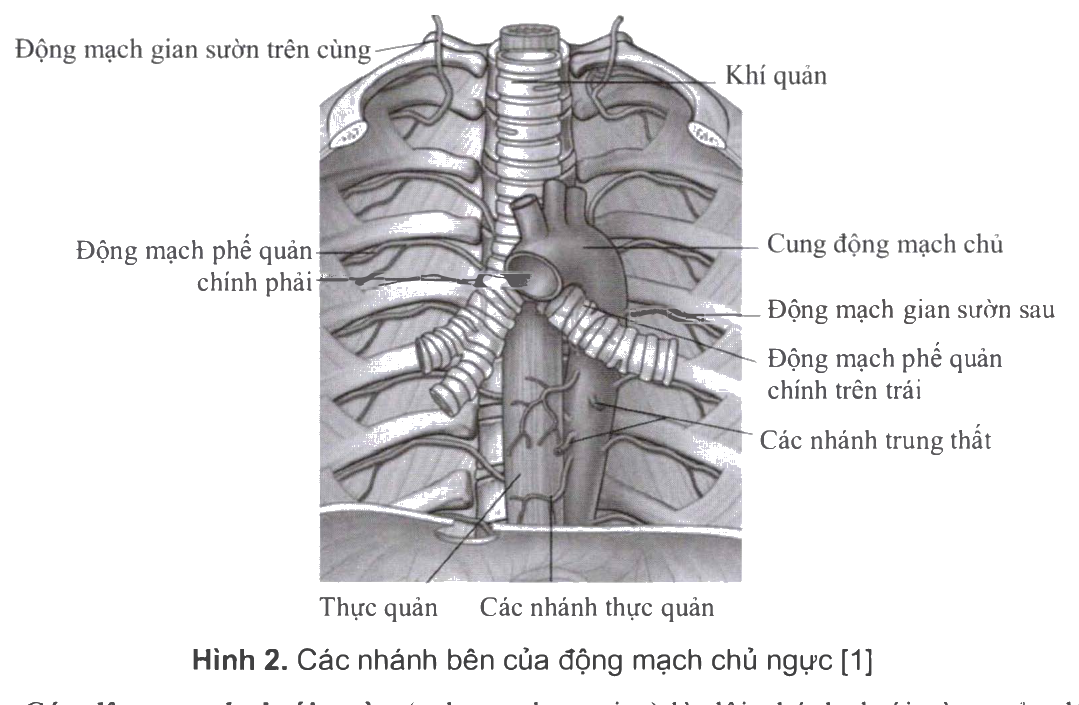 Động mạch gian sườn trên cùng
Khí quản
Động mạch phế quản
chính phải
Cung động mạch chủ
Động mạch gian sườn sau
Động mạch phế quản
chính trên trái
Các nhánh trung thất
Thực quản
Các nhánh thực quản
Hình 2. Các nhánh bên của động mạch chủ ngực [1]